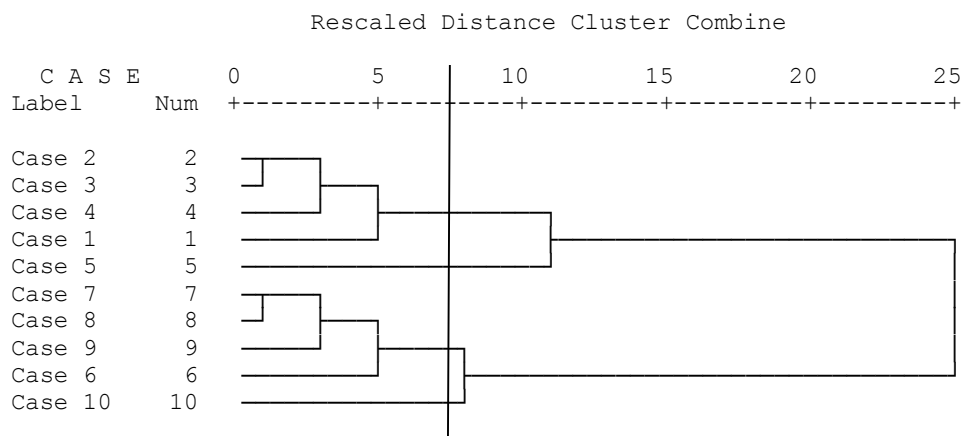 Rescaled Distance Cluster Combine
C A S E 0 5 10 15 20 25
Label Num +---------+---------+---------+---------+---------+
Case 2 2
Case 3 3
Case 4 4
Case 1 1
Case 5 5
Case 7 7
Case 8 8
Case 9 9
Case 6 6
Case 10 10